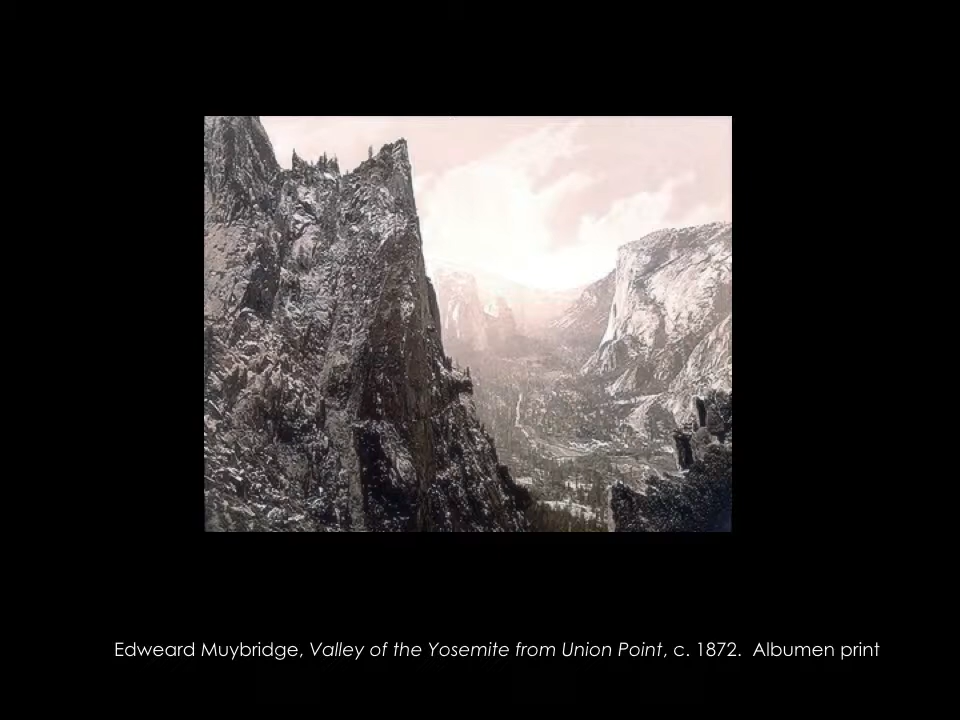 Edweard Muybridge, Valley of the Yosemite from Union Point, c. 1872.  Albumen print